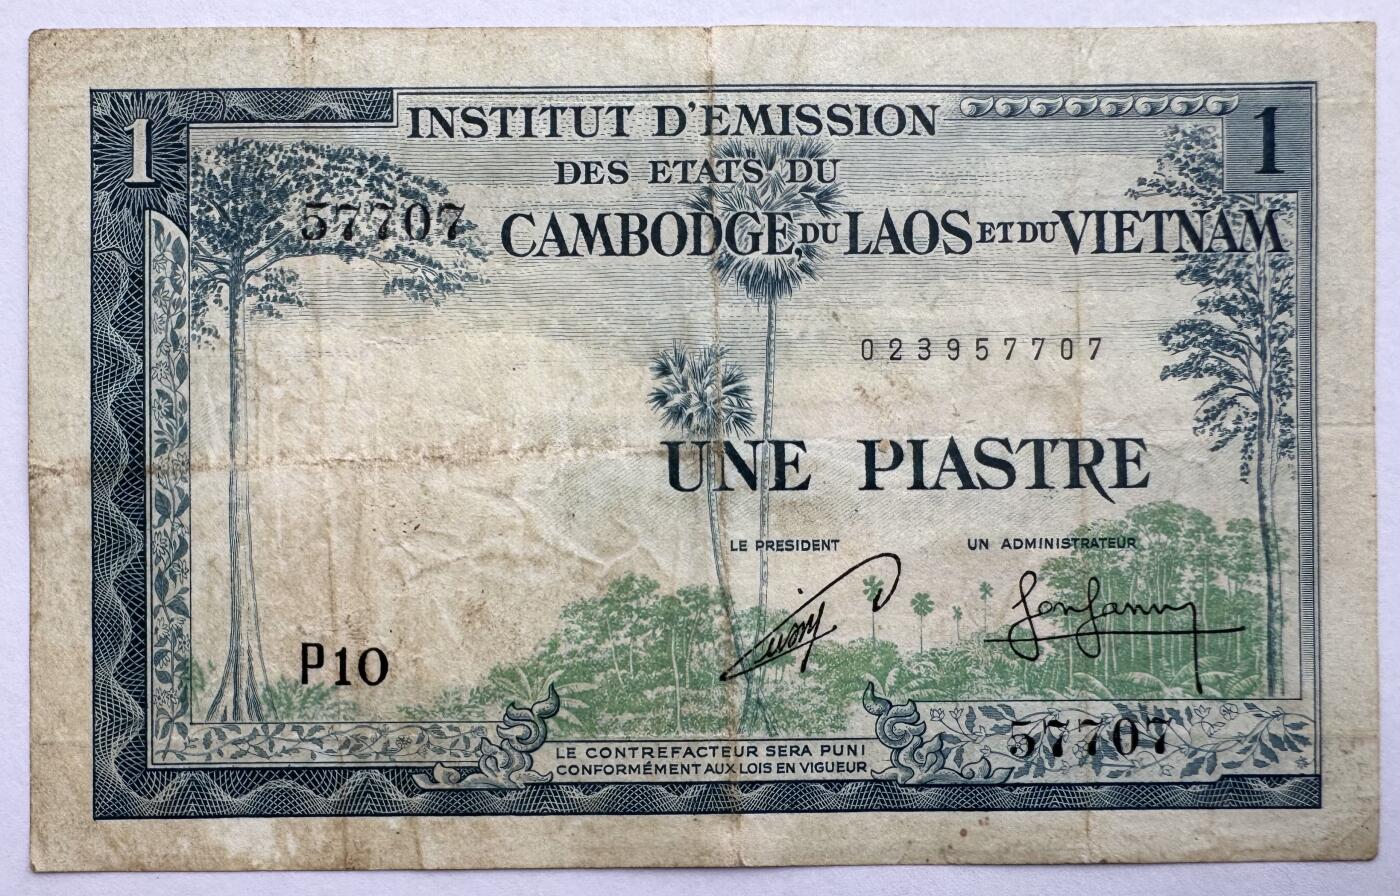 1
INSTITUT D'EMISSION
1
DES ETATS DU
57707
CAMBODGE, DU LAOS ET DU VIETNAM
023957707
UNE PIASTRE
LE PRESIDENT
UN ADMINISTRATEUR
P10
57707
LE CONTREFACTEUR SERA PUNI
CONFORMÉMENT AUX LOIS EN VIGUEUR